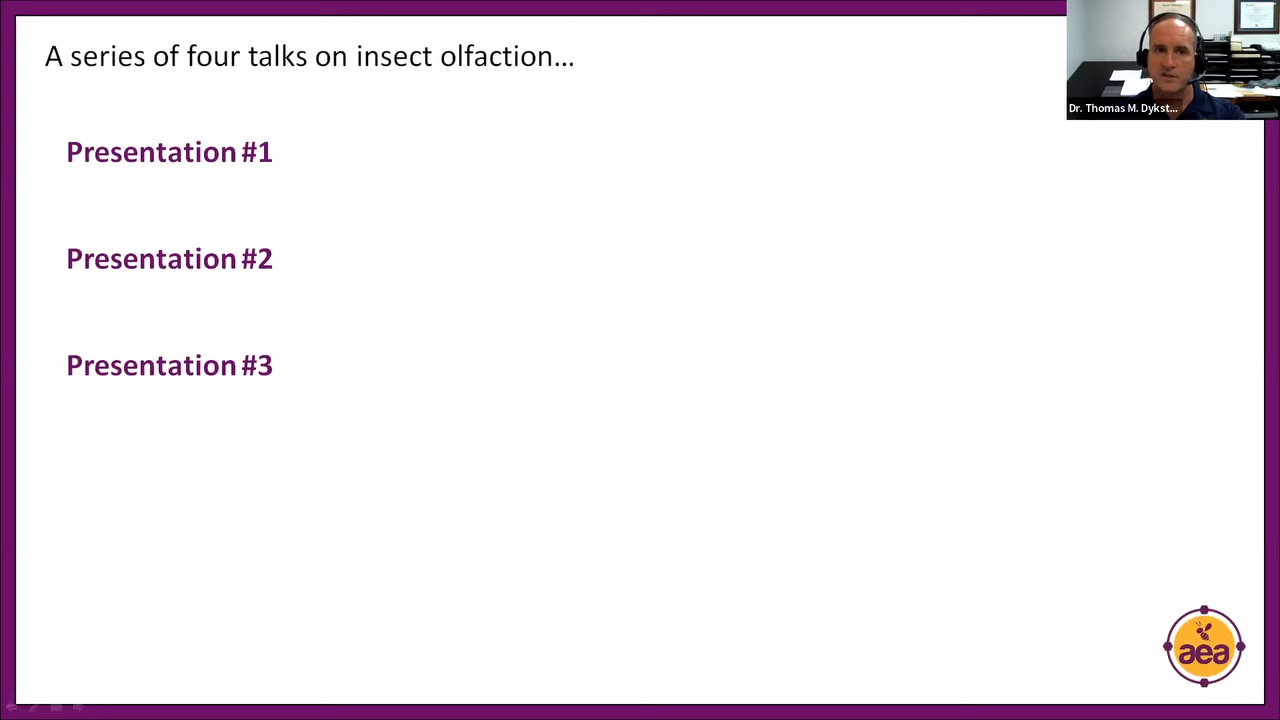 A series of four talks on insect olfaction...
Dr. Thomas M. Dykst...
Presentation #1
Presentation #2
Presentation #3
aea